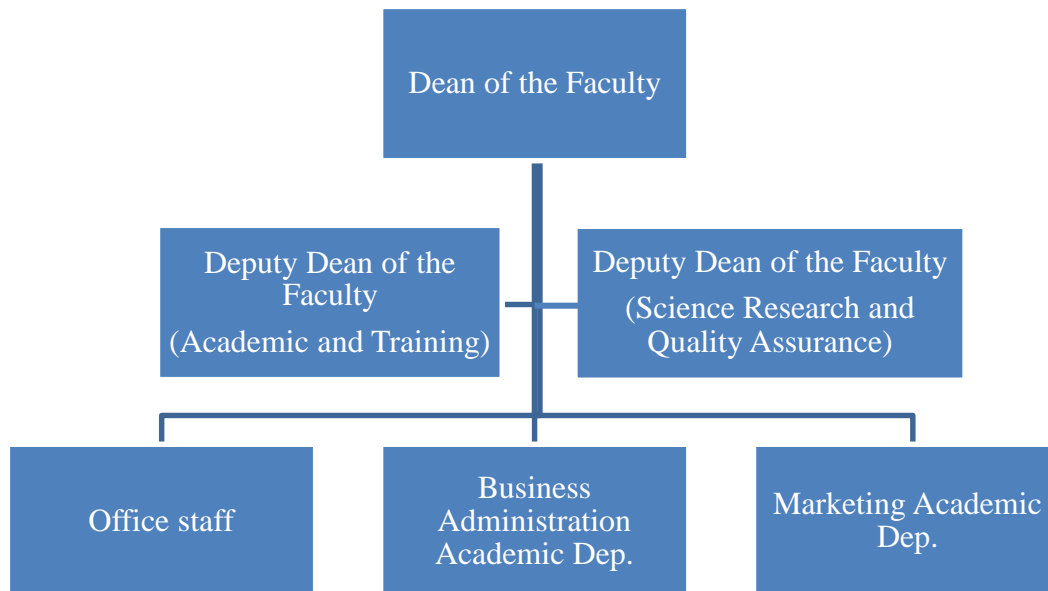 Dean of the Faculty
Deputy Dean of the
Faculty
(Academic and Training)
Deputy Dean of the Faculty
(Science Research and
Quality Assurance)
Office staff
Business
Administration
Academic Dep.
Marketing Academic
Dep.